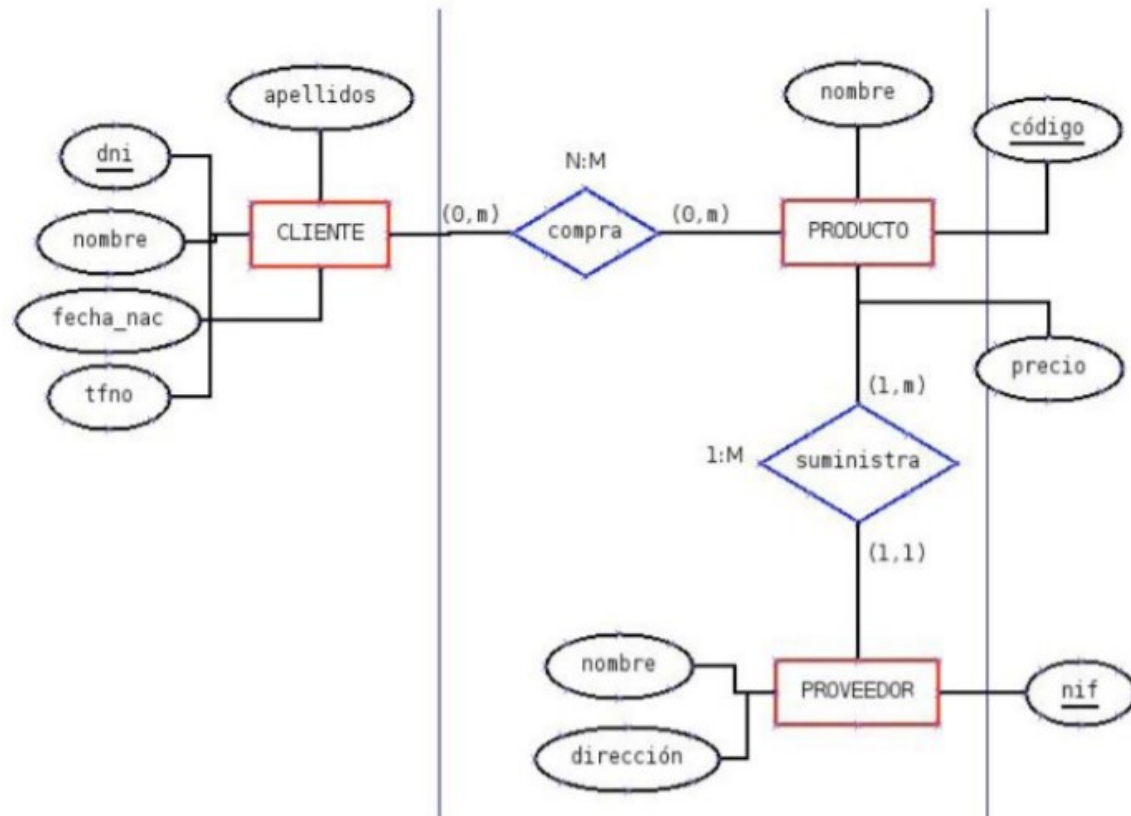 apellidos
nombre
código
dni
N:M
nombre
CLIENTE
(0,m)
compra
(0,m)
PRODUCTO
fecha_nac
tfno
precio
(1,m)
1:M
suministra
(1,1)
nombre
PROVEEDOR
nif
dirección